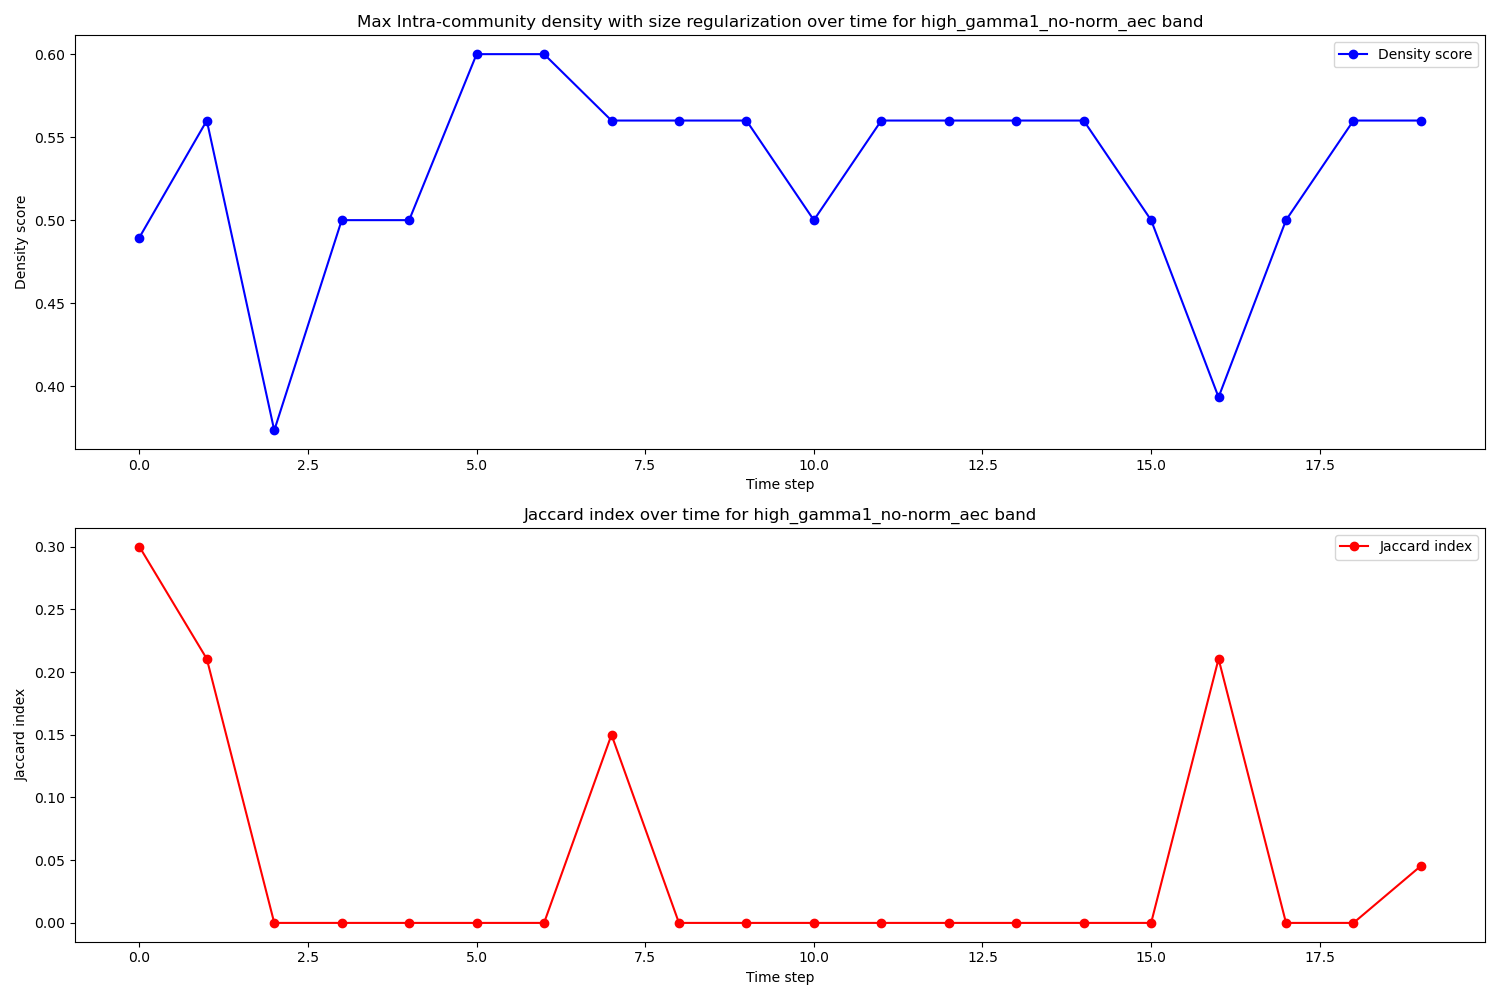 Max Intra-community density with size regularization over time for high_gamma1_no-norm_aec band
Density score
0.60
0.55
0.50
0.45
0.40
Density score
0.0 2.5 5.0 7.5 10.0 12.5 15.0 17.5
Time step
Jaccard index over time for high_gamma1_no-norm_aec band
Jaccard index
0.30
0.25
0.20
0.15
0.10
0.05
0.00
Jaccard index
0.0 2.5 5.0 7.5 10.0 12.5 15.0 17.5
Time step